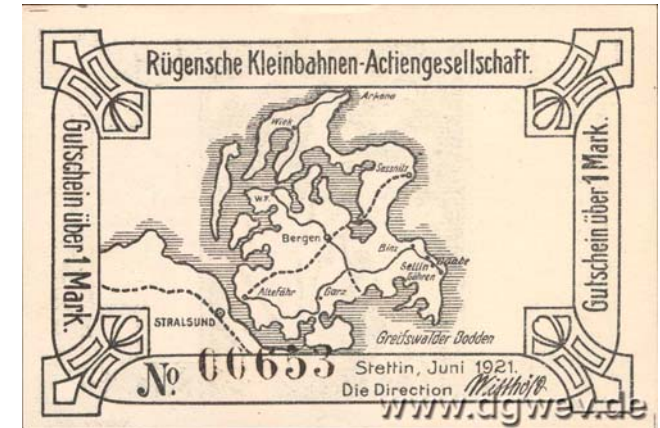 Rügensche Kleinbahnen-Actiengesellschaft.
Gutschein über 1 Mark.
Gutschein über 1 Mark.
Arkona
Wiek
Sassnitz
W.P.
Bergen
Binz
Sellin
Göhren
Altefähr
Garz
STRALSUND
Greifswalder Bodden
No 00653
Stettin, Juni 1921.
Die Direction
www.dgwev.de